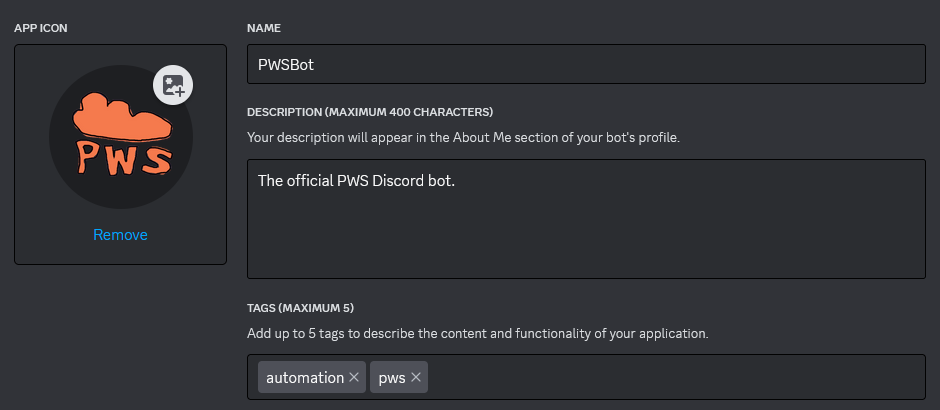 APP ICON
PWS
Remove
NAME
PWSBot
DESCRIPTION (MAXIMUM 400 CHARACTERS)
Your description will appear in the About Me section of your bot's profile.
The official PWS Discord bot.
TAGS (MAXIMUM 5)
Add up to 5 tags to describe the content and functionality of your application.
automation × pws ×